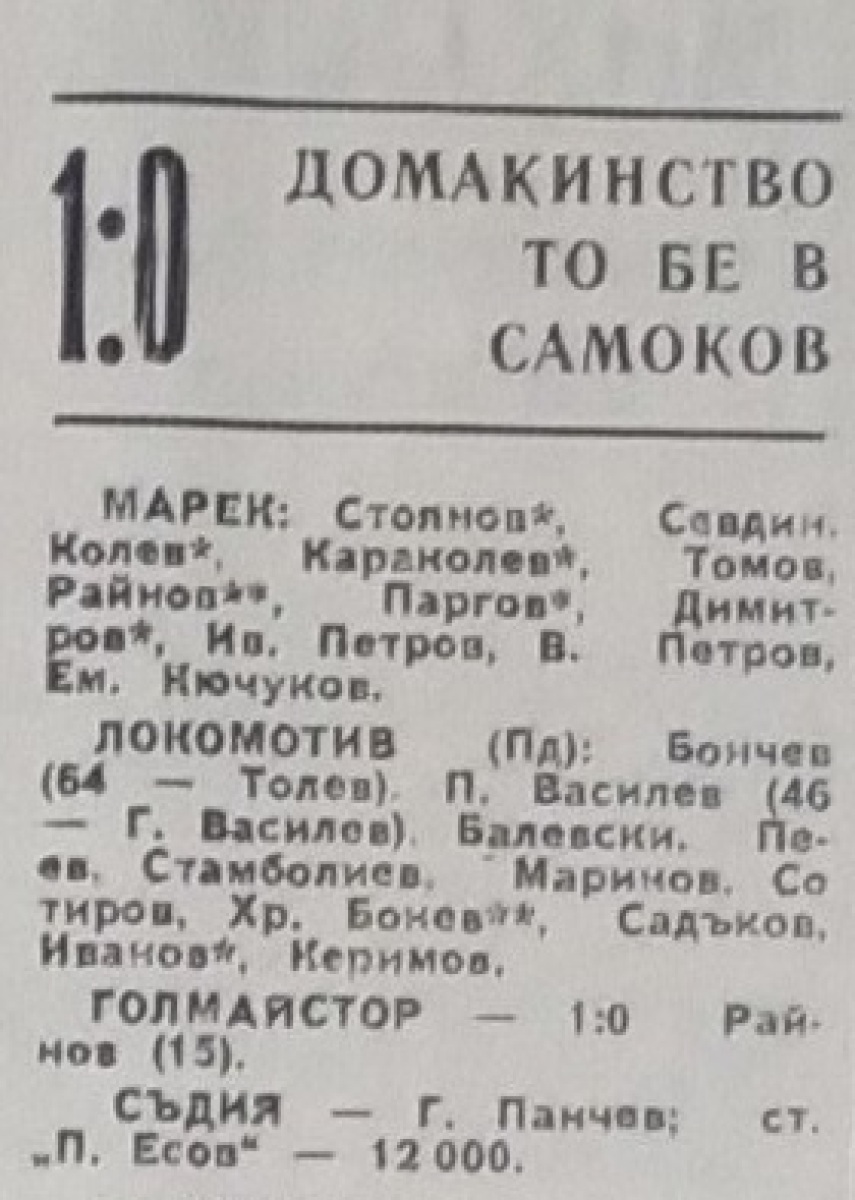 1:0
ДОМАКИНСТВО
ТО БЕ В
САМОКОВ
МАРЕК: Стоянов*, Севдин.
Колев*, Караколев*, Томов,
Райнов**, Паргов*, Димит-
ров*, Ив. Петров, В. Петров,
Ем. Кючуков.
ЛОКОМОТИВ (Пд): Бончев
(64 — Толев). П. Василев (46
— Г. Василев). Балевски. Пе-
ев. Стамболиев. Маринов. Со
тиров, Хр. Бонев**, Садъков,
Иванов*, Керимов.
ГОЛМАЙСТОР — 1:0 Рай-
нов (15).
СЪДИЯ — Г. Панчев; ст.
„П. Есов“ — 12 000.